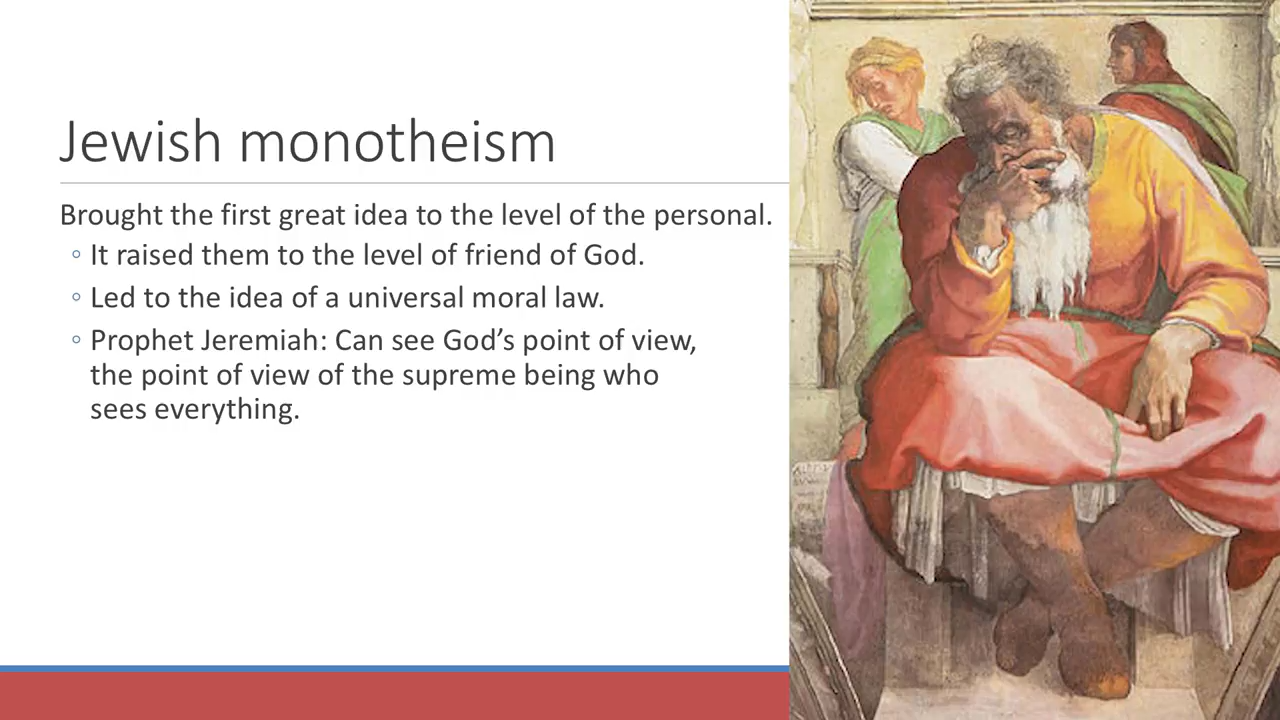 Jewish monotheism
Brought the first great idea to the level of the personal.
◦ It raised them to the level of friend of God.
◦ Led to the idea of a universal moral law.
◦ Prophet Jeremiah: Can see God’s point of view,
the point of view of the supreme being who
sees everything.